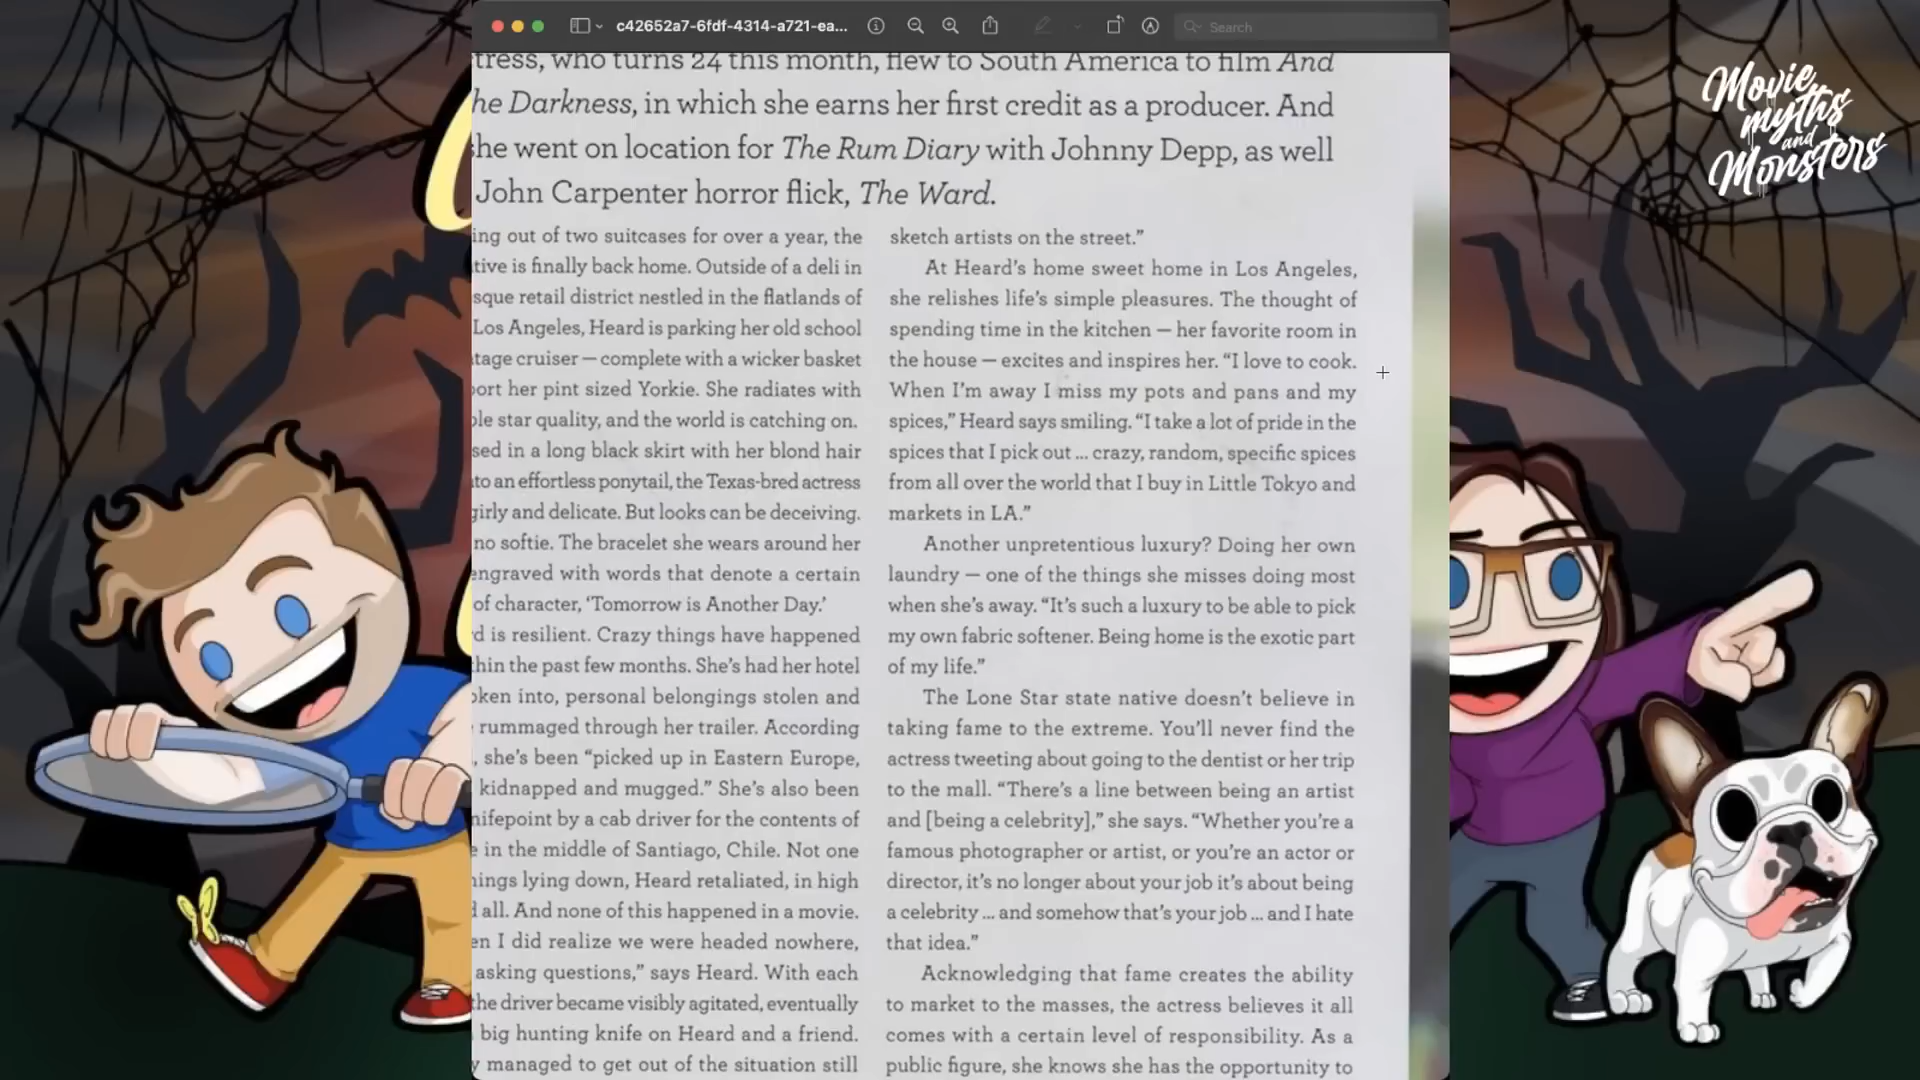 c42652a7-6fdf-4314-a721-ea...
Search
Movie
myths
and
Monsters
tress, who turns 24 this month, flew to South America to film And
he Darkness, in which she earns her first credit as a producer. And
he went on location for The Rum Diary with Johnny Depp, as well
John Carpenter horror flick, The Ward.
ing out of two suitcases for over a year, the
tive is finally back home. Outside of a deli in
sque retail district nestled in the flatlands of
Los Angeles, Heard is parking her old school
tage cruiser — complete with a wicker basket
ort her pint sized Yorkie. She radiates with
le star quality, and the world is catching on.
sed in a long black skirt with her blond hair
to an effortless ponytail, the Texas-bred actress
girly and delicate. But looks can be deceiving.
no softie. The bracelet she wears around her
engraved with words that denote a certain
of character, ‘Tomorrow is Another Day.’
d is resilient. Crazy things have happened
hin the past few months. She’s had her hotel
oken into, personal belongings stolen and
rummaged through her trailer. According
, she’s been “picked up in Eastern Europe,
kidnapped and mugged.” She’s also been
nifepoint by a cab driver for the contents of
e in the middle of Santiago, Chile. Not one
hings lying down, Heard retaliated, in high
d all. And none of this happened in a movie.
en I did realize we were headed nowhere,
asking questions,” says Heard. With each
the driver became visibly agitated, eventually
big hunting knife on Heard and a friend.
y managed to get out of the situation still
sketch artists on the street.”
At Heard’s home sweet home in Los Angeles,
she relishes life’s simple pleasures. The thought of
spending time in the kitchen — her favorite room in
the house — excites and inspires her. “I love to cook.
When I’m away I miss my pots and pans and my
spices,” Heard says smiling. “I take a lot of pride in the
spices that I pick out ... crazy, random, specific spices
from all over the world that I buy in Little Tokyo and
markets in LA.”
Another unpretentious luxury? Doing her own
laundry — one of the things she misses doing most
when she’s away. “It’s such a luxury to be able to pick
my own fabric softener. Being home is the exotic part
of my life.”
The Lone Star state native doesn’t believe in
taking fame to the extreme. You’ll never find the
actress tweeting about going to the dentist or her trip
to the mall. “There’s a line between being an artist
and [being a celebrity],” she says. “Whether you’re a
famous photographer or artist, or you’re an actor or
director, it’s no longer about your job it’s about being
a celebrity ... and somehow that’s your job ... and I hate
that idea.”
Acknowledging that fame creates the ability
to market to the masses, the actress believes it all
comes with a certain level of responsibility. As a
public figure, she knows she has the opportunity to